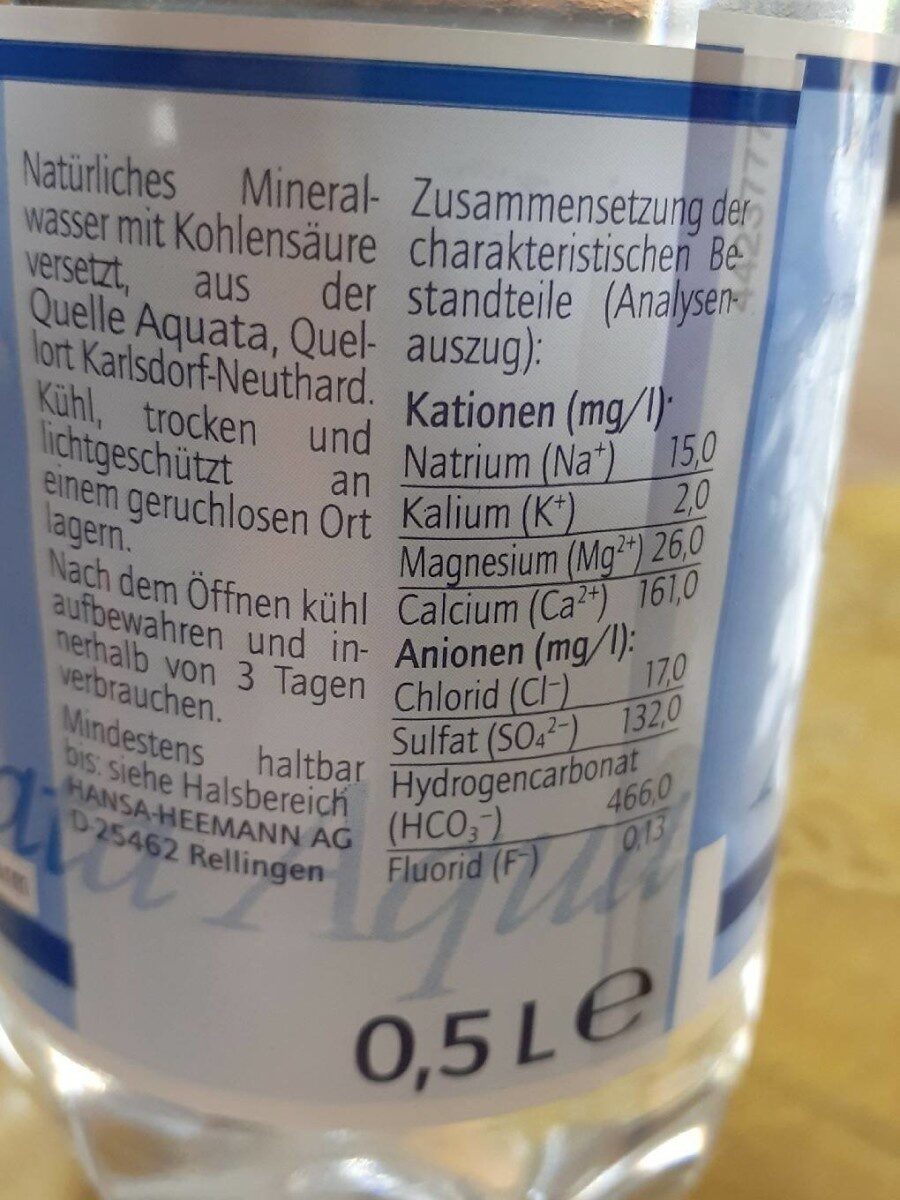 Natürliches Mineral-
wasser mit Kohlensäure
versetzt, aus der
Quelle Aquata, Quel-
lort Karlsdorf-Neuthard.
Kühl, trocken und
lichtgeschützt an
einem geruchlosen Ort
lagern.
Nach dem Öffnen kühl
aufbewahren und in-
nerhalb von 3 Tagen
verbrauchen.
Mindestens haltbar
bis: siehe Halsbereich
HANSA-HEEMANN AG
D-25462 Rellingen
Zusammensetzung der
charakteristischen Be-
standteile (Analysen-
auszug):
Kationen (mg/l):
Natrium (Na⁺) 15,0
Kalium (K⁺) 2,0
Magnesium (Mg²⁺) 26,0
Calcium (Ca²⁺) 161,0
Anionen (mg/l):
Chlorid (Cl⁻) 17,0
Sulfat (SO₄²⁻) 132,0
Hydrogencarbonat
(HCO₃⁻) 466,0
Fluorid (F⁻) 0,13
0,5 L e